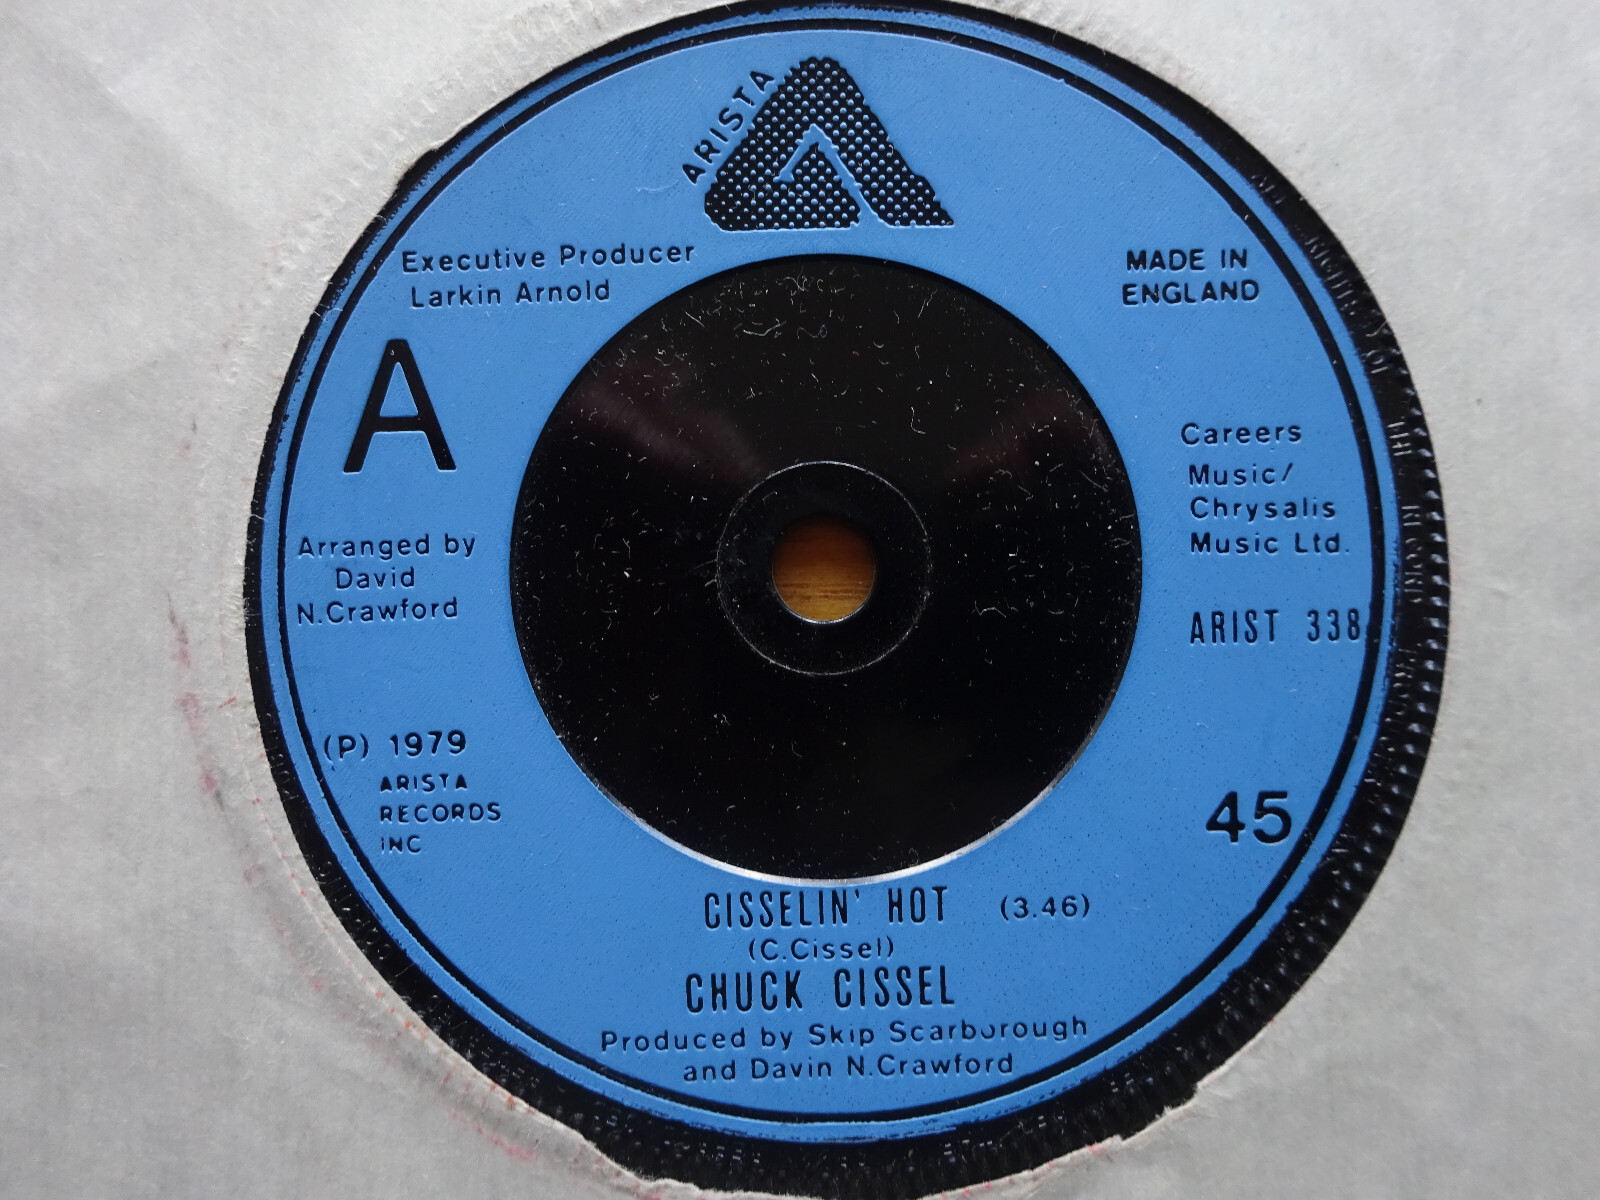 ARISTA
Executive Producer
Larkin Arnold
MADE IN
ENGLAND
A
Careers
Music/
Chrysalis
Music Ltd.
Arranged by
David
N.Crawford
ARIST 338
(P) 1979
ARISTA
RECORDS
INC
45
CISSELIN' HOT (3.46)
(C.Cissel)
CHUCK CISSEL
Produced by Skip Scarborough
and Davin N.Crawford